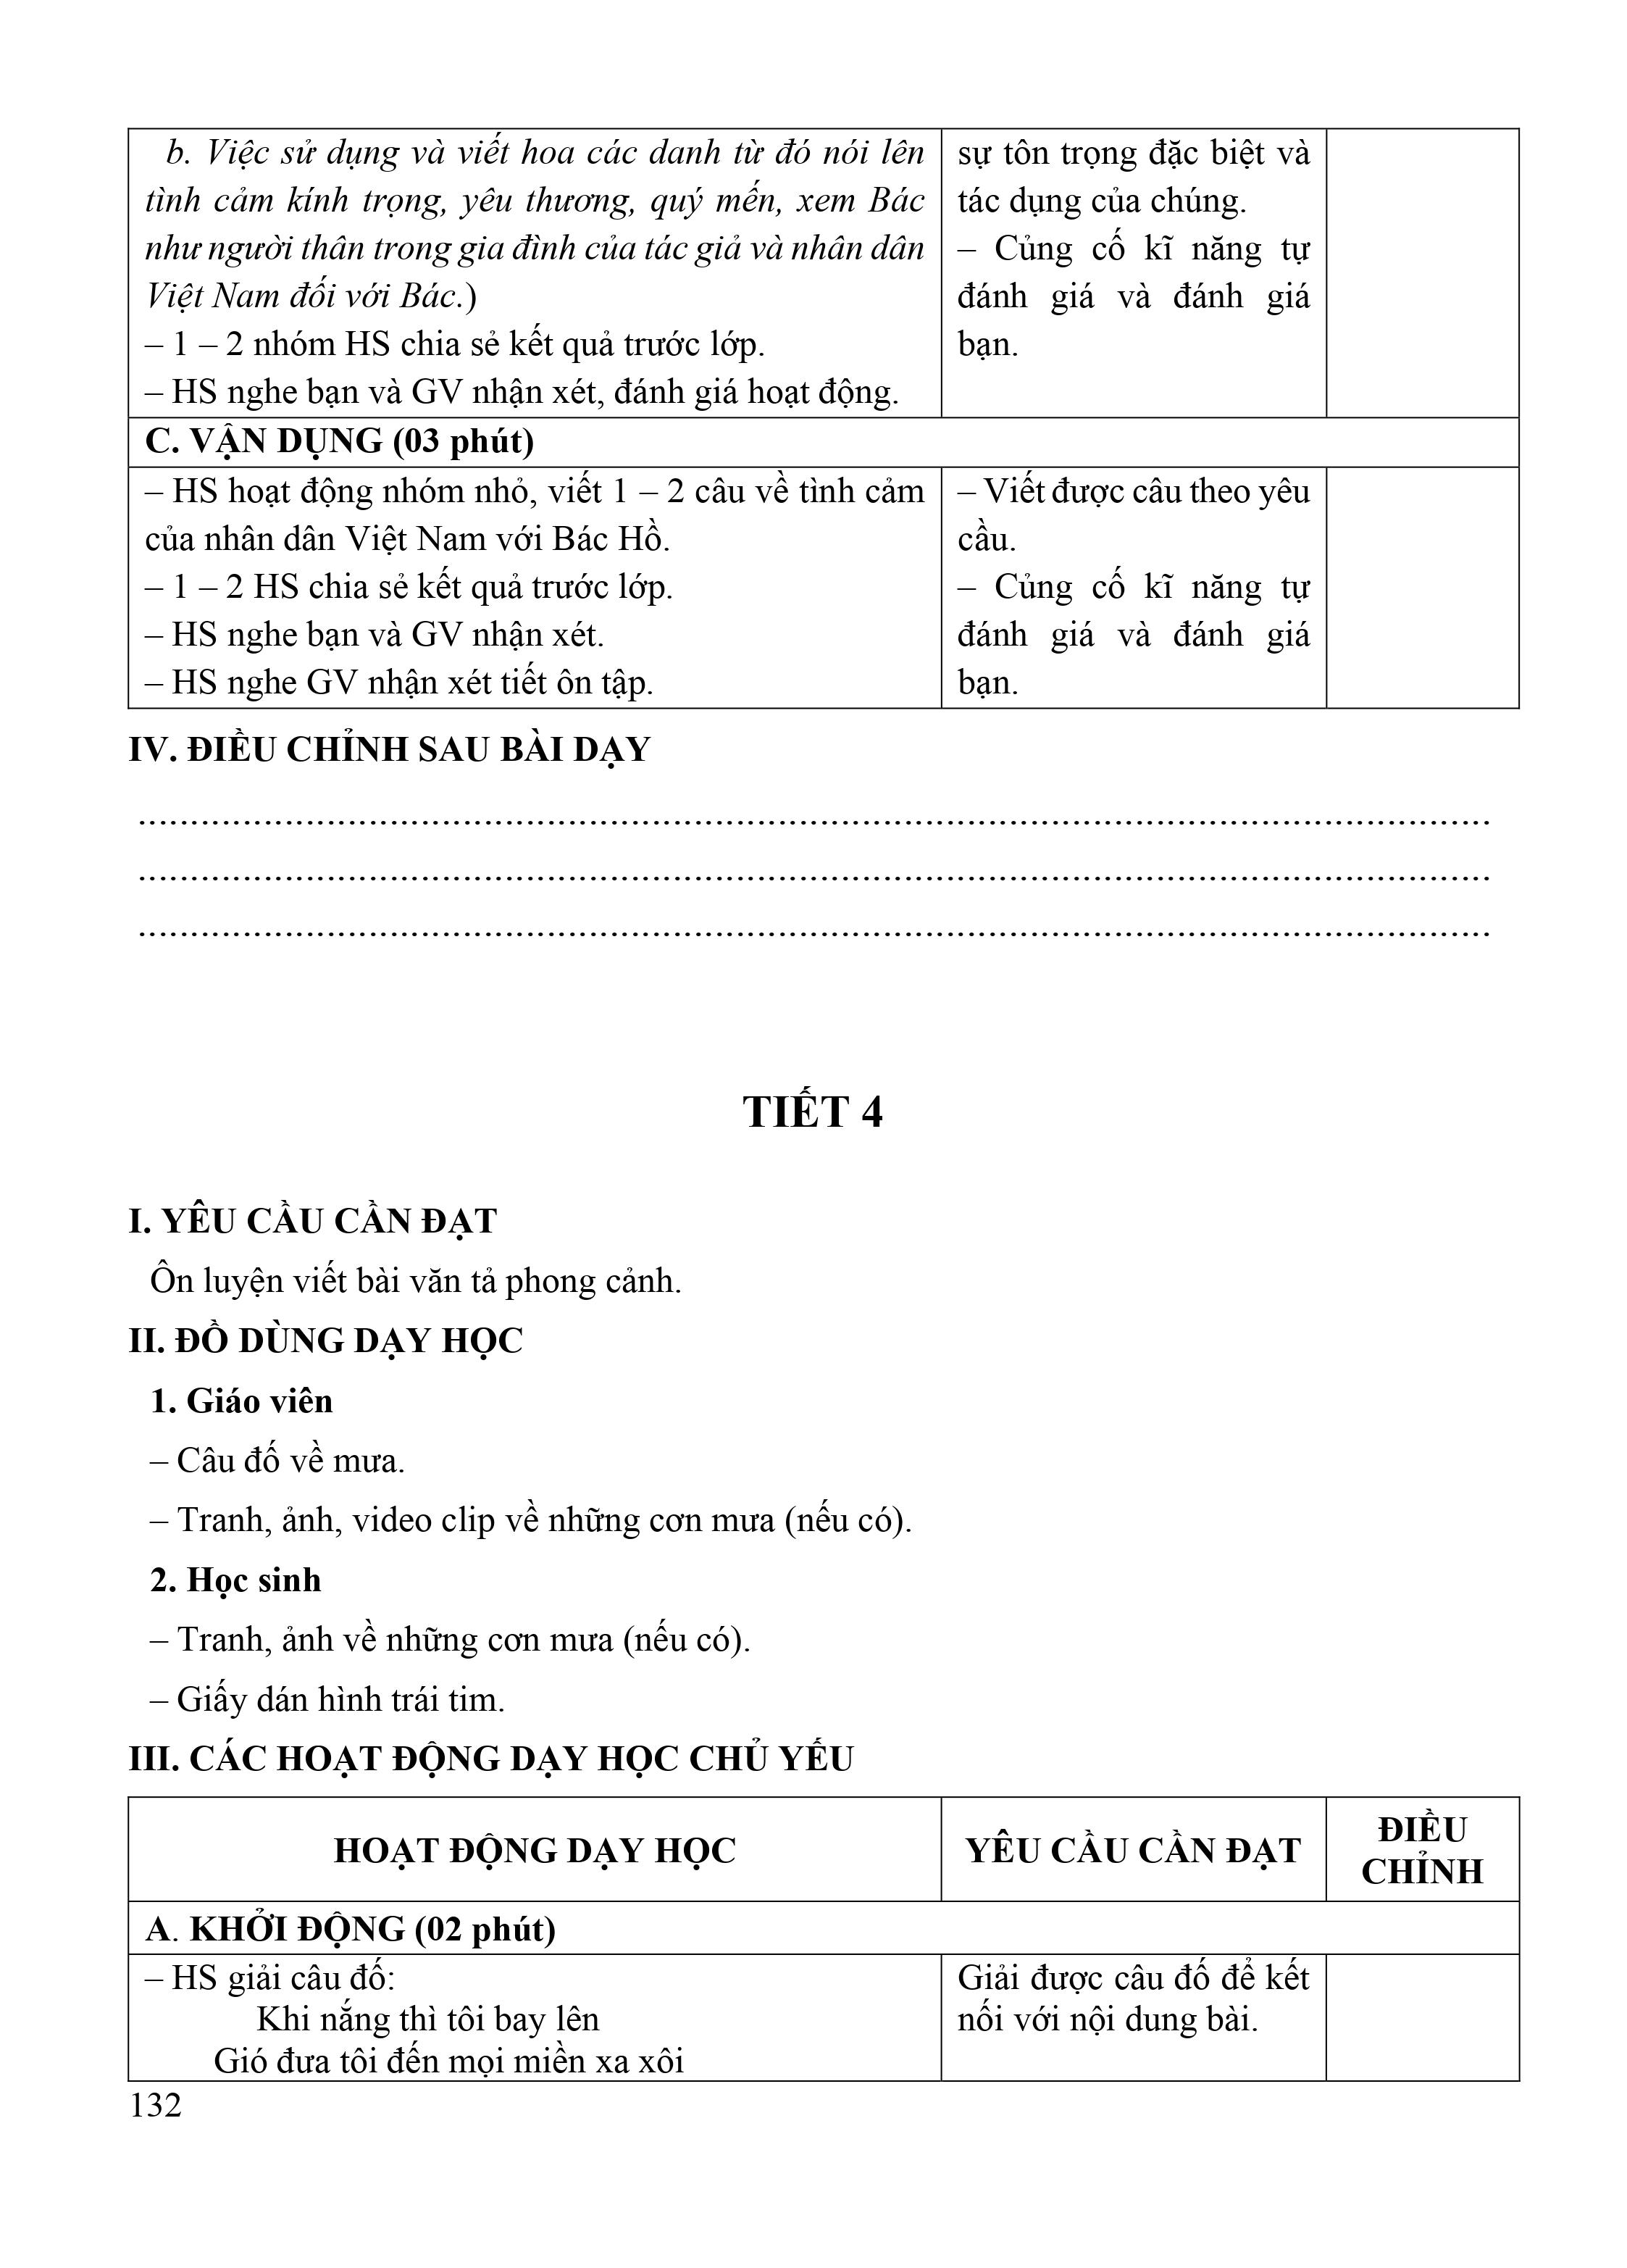 b. Việc sử dụng và viết hoa các danh từ đó nói lên
tình cảm kính trọng, yêu thương, quý mến, xem Bác
như người thân trong gia đình của tác giả và nhân dân
Việt Nam đối với Bác.)
– 1 – 2 nhóm HS chia sẻ kết quả trước lớp.
– HS nghe bạn và GV nhận xét, đánh giá hoạt động.
sự tôn trọng đặc biệt và
tác dụng của chúng.
– Củng cố kĩ năng tự
đánh giá và đánh giá
bạn.
C. VẬN DỤNG (03 phút)
– HS hoạt động nhóm nhỏ, viết 1 – 2 câu về tình cảm
của nhân dân Việt Nam với Bác Hồ.
– 1 – 2 HS chia sẻ kết quả trước lớp.
– HS nghe bạn và GV nhận xét.
– HS nghe GV nhận xét tiết ôn tập.
– Viết được câu theo yêu
cầu.
– Củng cố kĩ năng tự
đánh giá và đánh giá
bạn.
IV. ĐIỀU CHỈNH SAU BÀI DẠY
................................................................................................................................
................................................................................................................................
................................................................................................................................
TIẾT 4
I. YÊU CẦU CẦN ĐẠT
Ôn luyện viết bài văn tả phong cảnh.
II. ĐỒ DÙNG DẠY HỌC
1. Giáo viên
– Câu đố về mưa.
– Tranh, ảnh, video clip về những cơn mưa (nếu có).
2. Học sinh
– Tranh, ảnh về những cơn mưa (nếu có).
– Giấy dán hình trái tim.
III. CÁC HOẠT ĐỘNG DẠY HỌC CHỦ YẾU
HOẠT ĐỘNG DẠY HỌC
YÊU CẦU CẦN ĐẠT
ĐIỀU
CHỈNH
A. KHỞI ĐỘNG (02 phút)
– HS giải câu đố:
Khi nắng thì tôi bay lên
Gió đưa tôi đến mọi miền xa xôi
Giải được câu đố để kết
nối với nội dung bài.
132